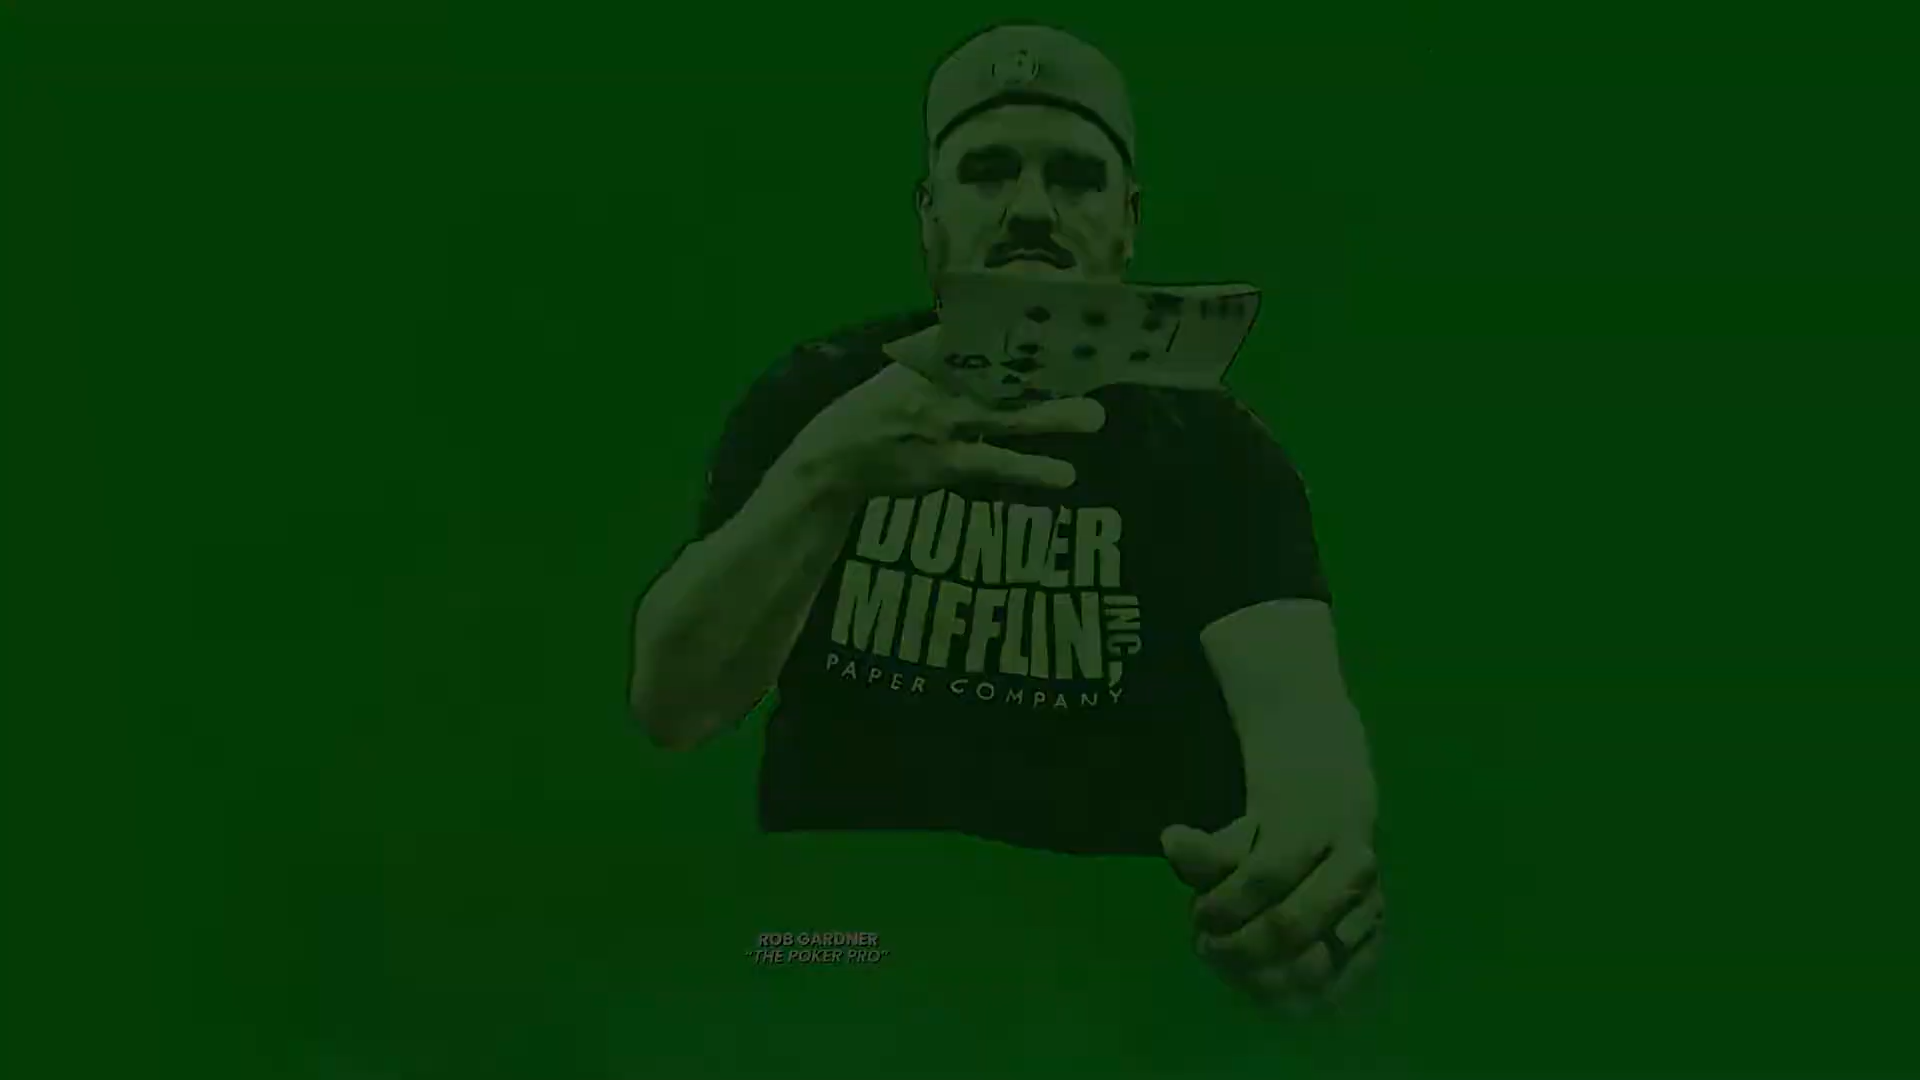 DUNDER
MIFFLIN INC,
PAPER COMPANY
ROB GARDNER
"THE POKER PRO"